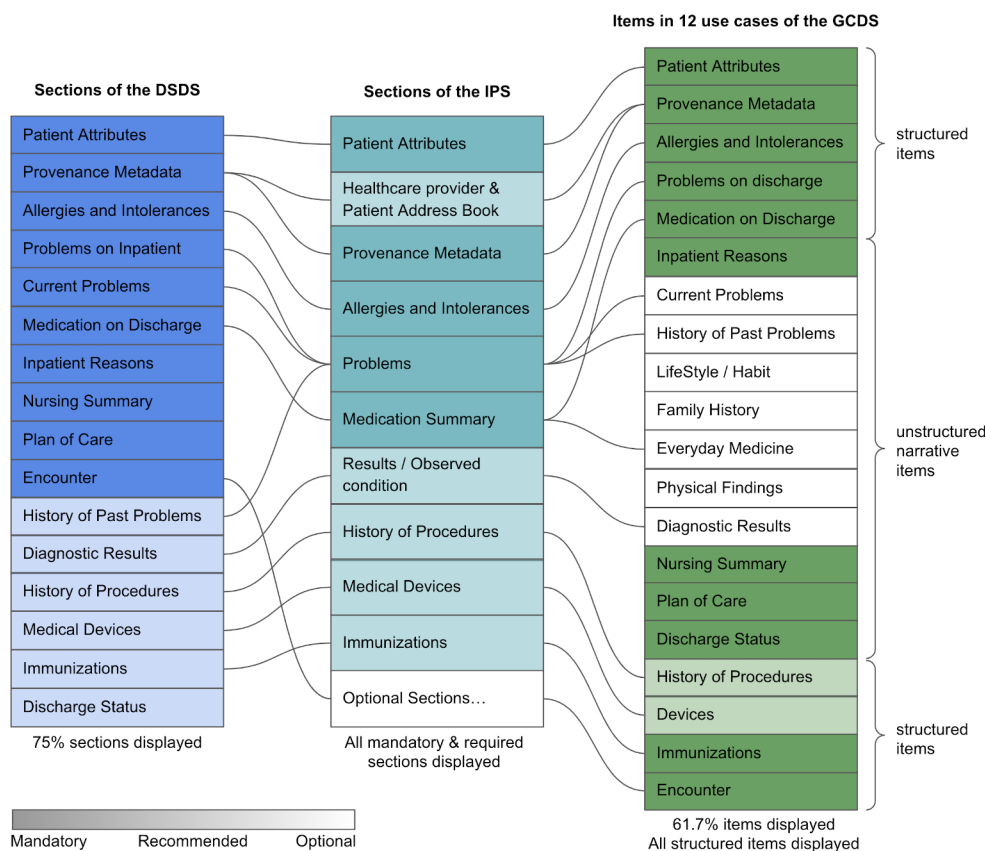 Items in 12 use cases of the GCDS
Sections of the DSDS
Sections of the IPS
Patient Attributes
Provenance Metadata
Allergies and Intolerances
Problems on Inpatient
Current Problems
Medication on Discharge
Inpatient Reasons
Nursing Summary
Plan of Care
Encounter
History of Past Problems
Diagnostic Results
History of Procedures
Medical Devices
Immunizations
Discharge Status
75% sections displayed
Patient Attributes
Healthcare provider &
Patient Address Book
Provenance Metadata
Allergies and Intolerances
Problems
Medication Summary
Results / Observed
condition
History of Procedures
Medical Devices
Immunizations
Optional Sections…
All mandatory & required
sections displayed
Patient Attributes
Provenance Metadata
Allergies and Intolerances
Problems on discharge
Medication on Discharge
Inpatient Reasons
Current Problems
History of Past Problems
LifeStyle / Habit
Family History
Everyday Medicine
Physical Findings
Diagnostic Results
Nursing Summary
Plan of Care
Discharge Status
History of Procedures
Devices
Immunizations
Encounter
61.7% items displayed
All structured items displayed
structured
items
unstructured
narrative
items
structured
items
Mandatory
Recommended
Optional